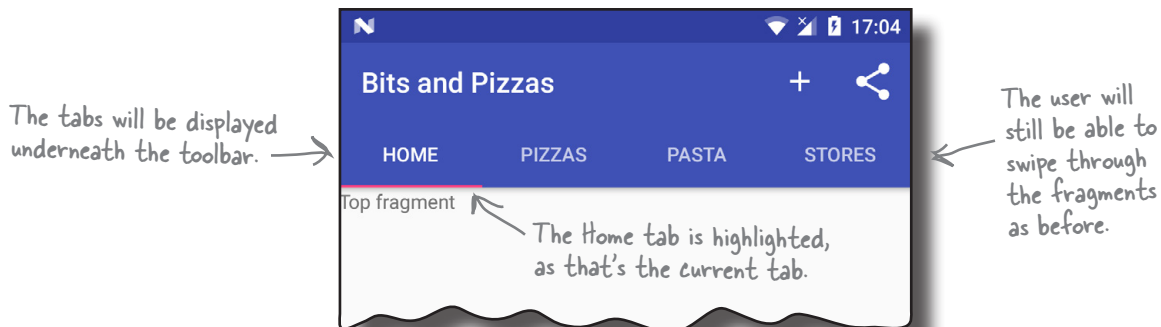 17:04
Bits and Pizzas
The tabs will be displayed
underneath the toolbar.
HOME PIZZAS PASTA STORES
The user will
still be able to
swipe through
the fragments
as before.
Top fragment
The Home tab is highlighted,
as that's the current tab.